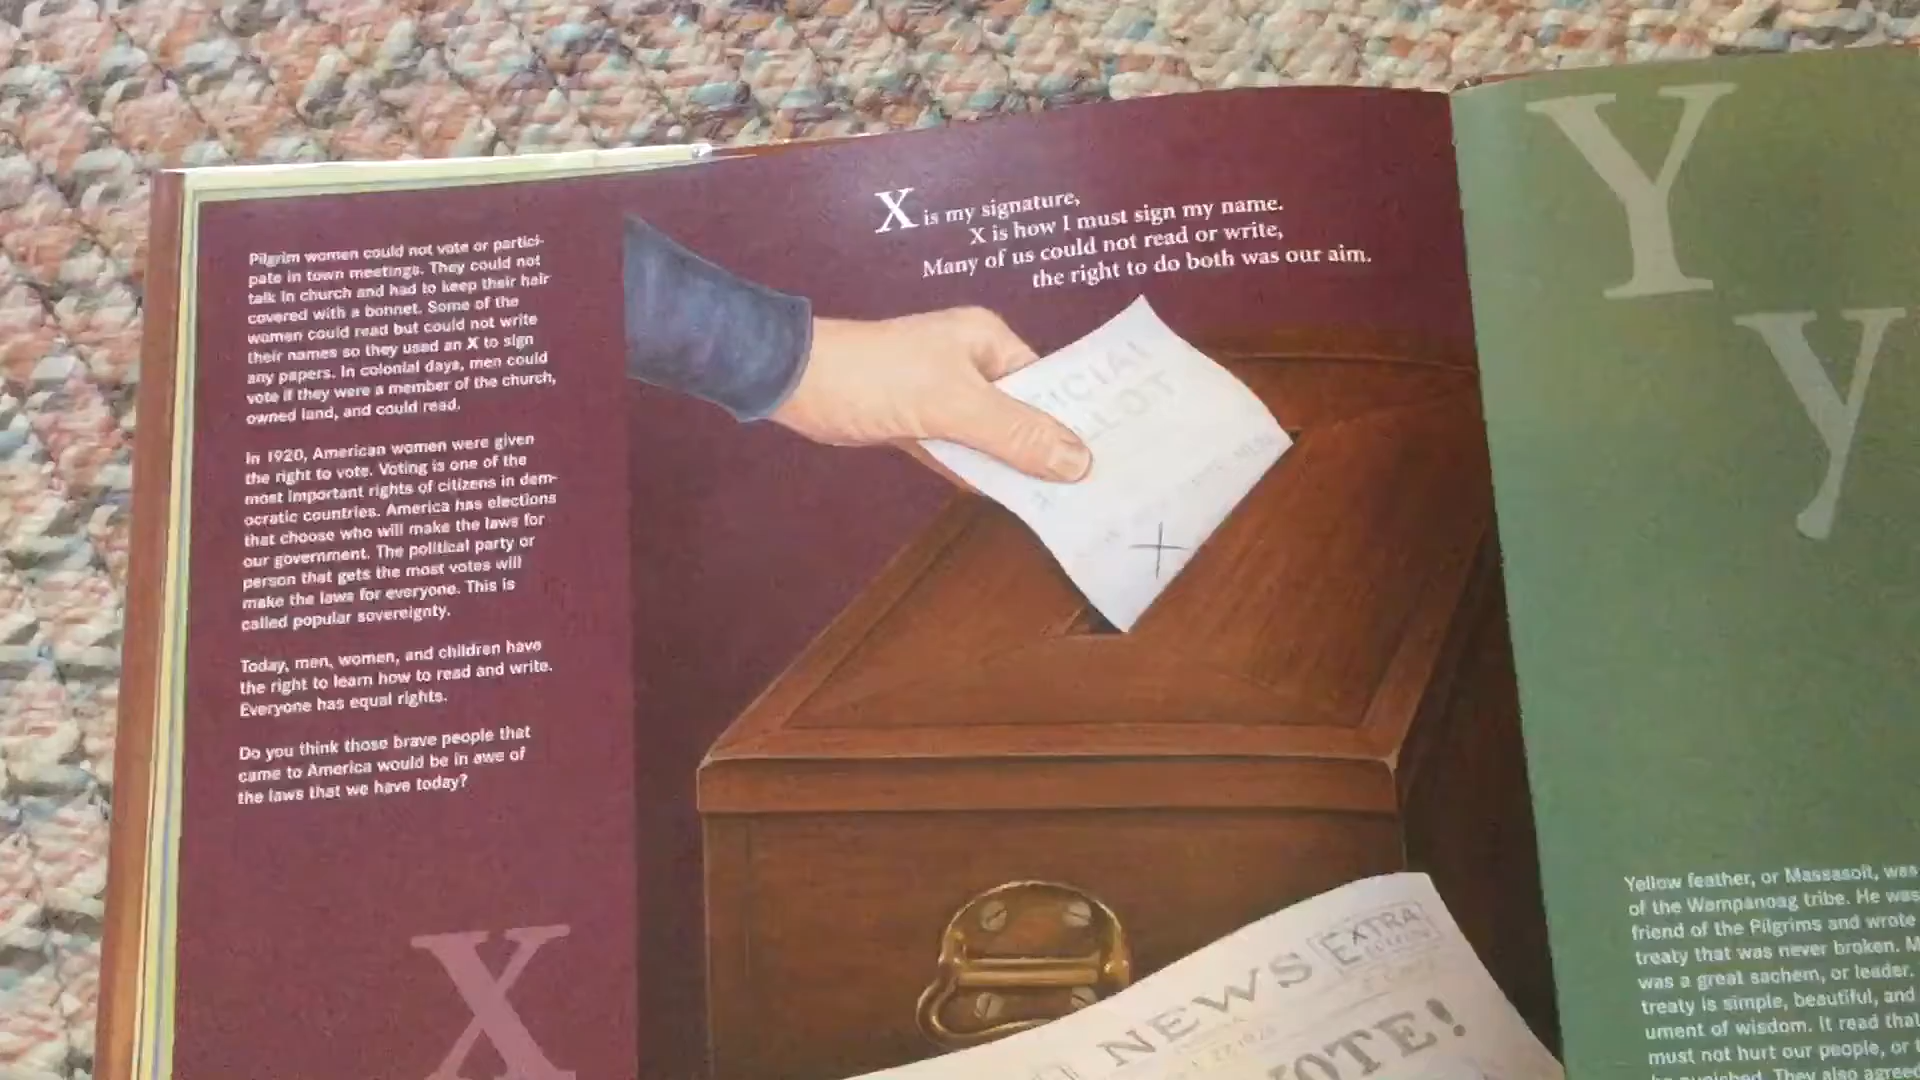 X is my signature,
X is how I must sign my name.
Many of us could not read or write,
the right to do both was our aim.
Pilgrim women could not vote or partici-
pate in town meetings. They could not
talk in church and had to keep their hair
covered with a bonnet. Some of the
women could read but could not write
their names so they used an X to sign
any papers. In colonial days, men could
vote if they were a member of the church,
owned land, and could read.
In 1920, American women were given
the right to vote. Voting is one of the
most important rights of citizens in dem-
ocratic countries. America has elections
that choose who will make the laws for
our government. The political party or
person that gets the most votes will
make the laws for everyone. This is
called popular sovereignty.
Today, men, women, and children have
the right to learn how to read and write.
Everyone has equal rights.
Do you think those brave people that
came to America would be in awe of
the laws that we have today?
X
X
NEWS EXTRA
VOTE!
Y
y
Yellow feather, or Massasoit, was
of the Wampanoag tribe. He was
friend of the Pilgrims and wrote
treaty that was never broken.
was a great sachem, or leader.
treaty is simple, beautiful, and
ument of wisdom. It read that
must not hurt our people, or
They also agreed